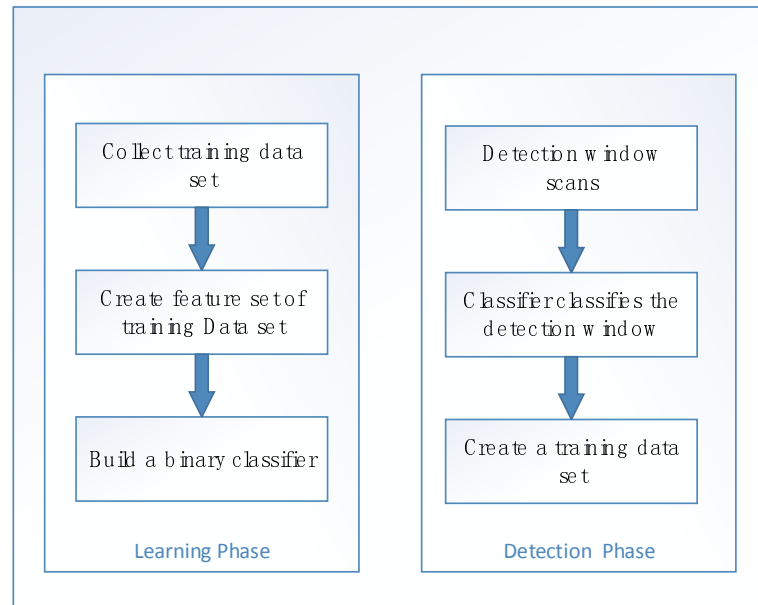 Collect training data
set
Create feature set of
training Data set
Build a binary classifier
Learning Phase
Detection window
scans
Classifier classifies the
detection window
Create a training data
set
Detection Phase